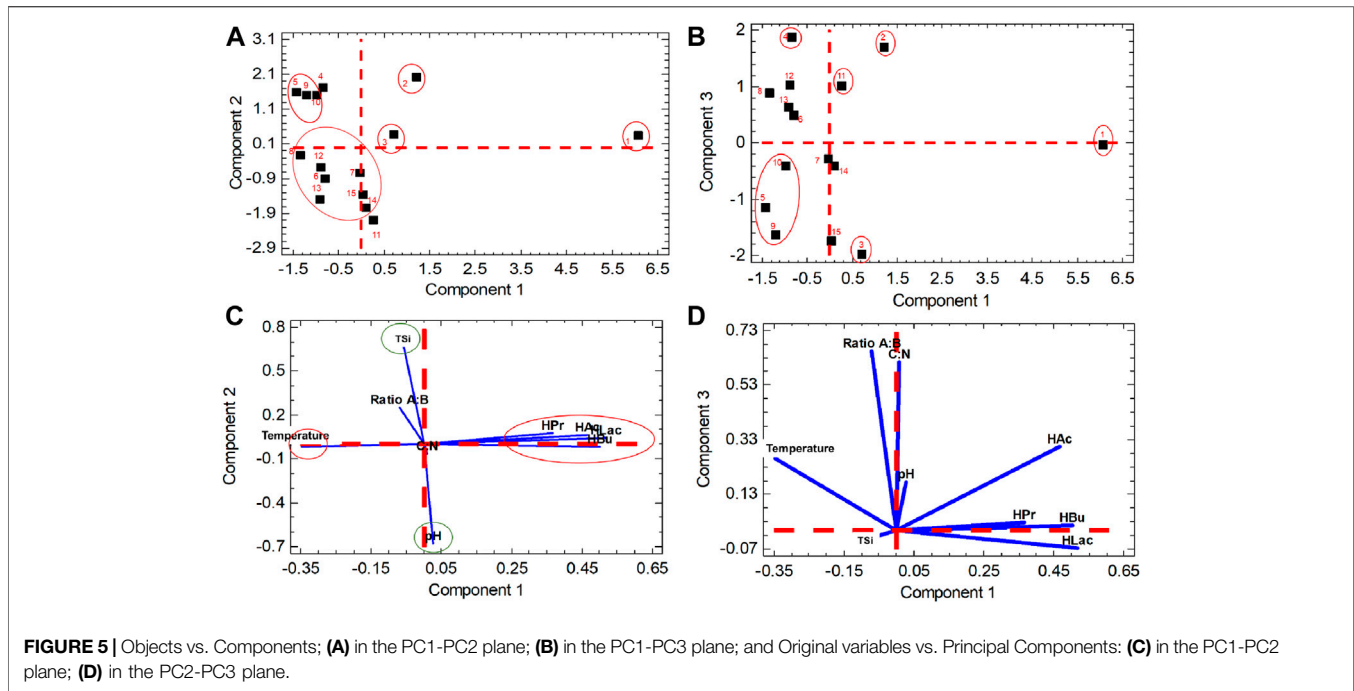 A
3.1
2.1
1.1
0.1
-0.9
-1.9
-2.9
Component 2
5
9
4
10
2
3
1
8
12
6
13
7
15
14
11
-1.5 -0.5 0.5 1.5 2.5 3.5 4.5 5.5 6.5
Component 1
B
2
1
0
-1
-2
Component 3
4
2
11
12
8
13
6
1
7
14
10
5
9
15
3
-1.5 -0.5 0.5 1.5 2.5 3.5 4.5 5.5 6.5
Component 1
C
0.8
0.5
0.2
-0.1
-0.4
-0.7
Component 2
TSi
Ratio A:B
Temperature
C:N
HPr
HAc
HLac
HBu
pH
-0.35 -0.15 0.05 0.25 0.45 0.65
Component 1
D
0.73
0.53
0.33
0.13
-0.07
Component 3
Ratio A:B
C:N
Temperature
HAc
pH
HPr
HBu
TSi
HLac
-0.35 -0.15 0.05 0.25 0.45 0.65
Component 1
FIGURE 5 | Objects vs. Components; (A) in the PC1-PC2 plane; (B) in the PC1-PC3 plane; and Original variables vs. Principal Components: (C) in the PC1-PC2
plane; (D) in the PC2-PC3 plane.